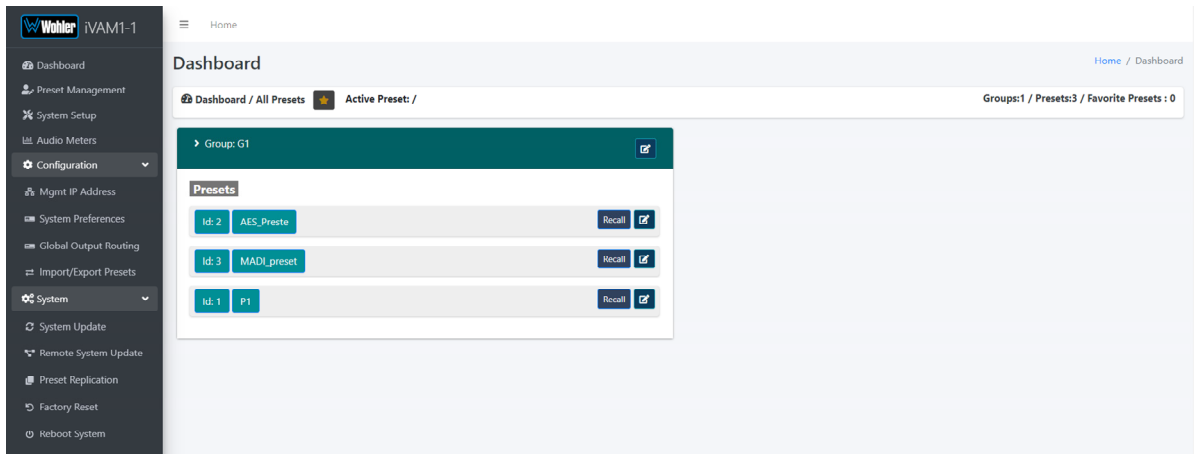 Wohler iVAM1-1
Dashboard
Preset Management
System Setup
Audio Meters
Configuration
Mgmt IP Address
System Preferences
Global Output Routing
Import/Export Presets
System
System Update
Remote System Update
Preset Replication
Factory Reset
Reboot System
Home
Dashboard
Home / Dashboard
Dashboard / All Presets Active Preset: / Groups:1 / Presets:3 / Favorite Presets : 0
Group: G1
Presets
Id: 2 AES_Preste Recall
Id: 3 MADI_preset Recall
Id: 1 P1 Recall